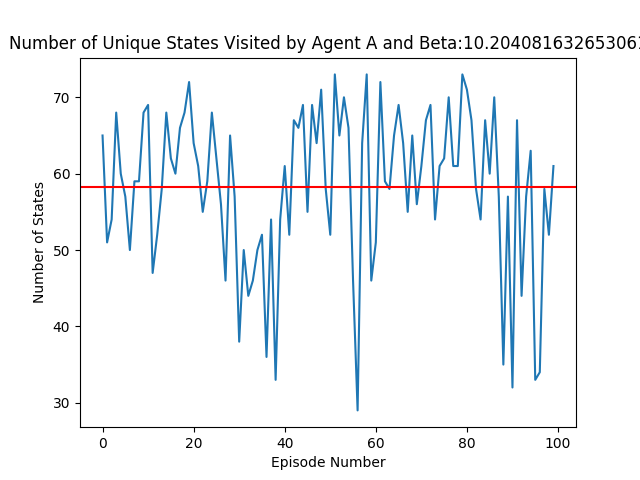 Number of Unique States Visited by Agent A and Beta:10.204081632653061
70
60
50
40
30
Number of States
0 20 40 60 80 100
Episode Number